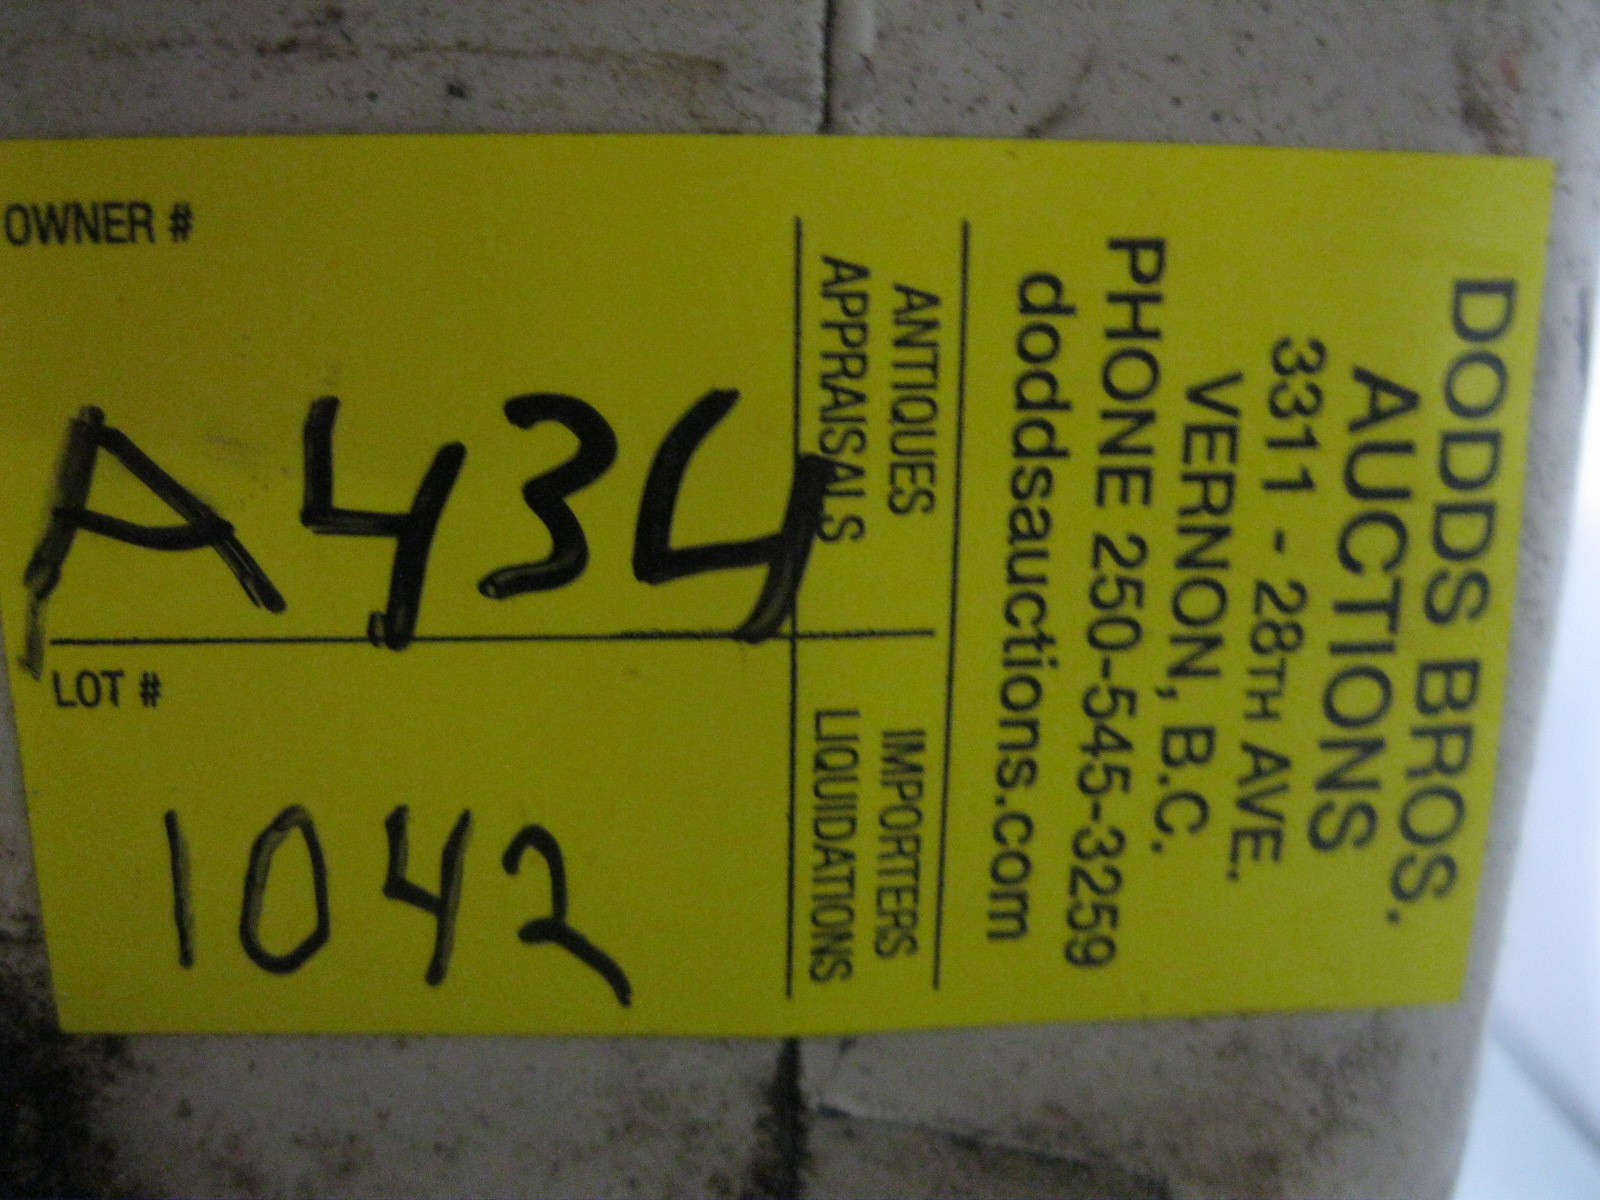 DODDS BROS.
AUCTIONS
3311 - 28TH AVE.
VERNON, B.C.
PHONE 250-545-3259
doddsauctions.com
ANTIQUES
APPRAISALS
IMPORTERS
LIQUIDATIONS
OWNER #
A434
LOT #
1042